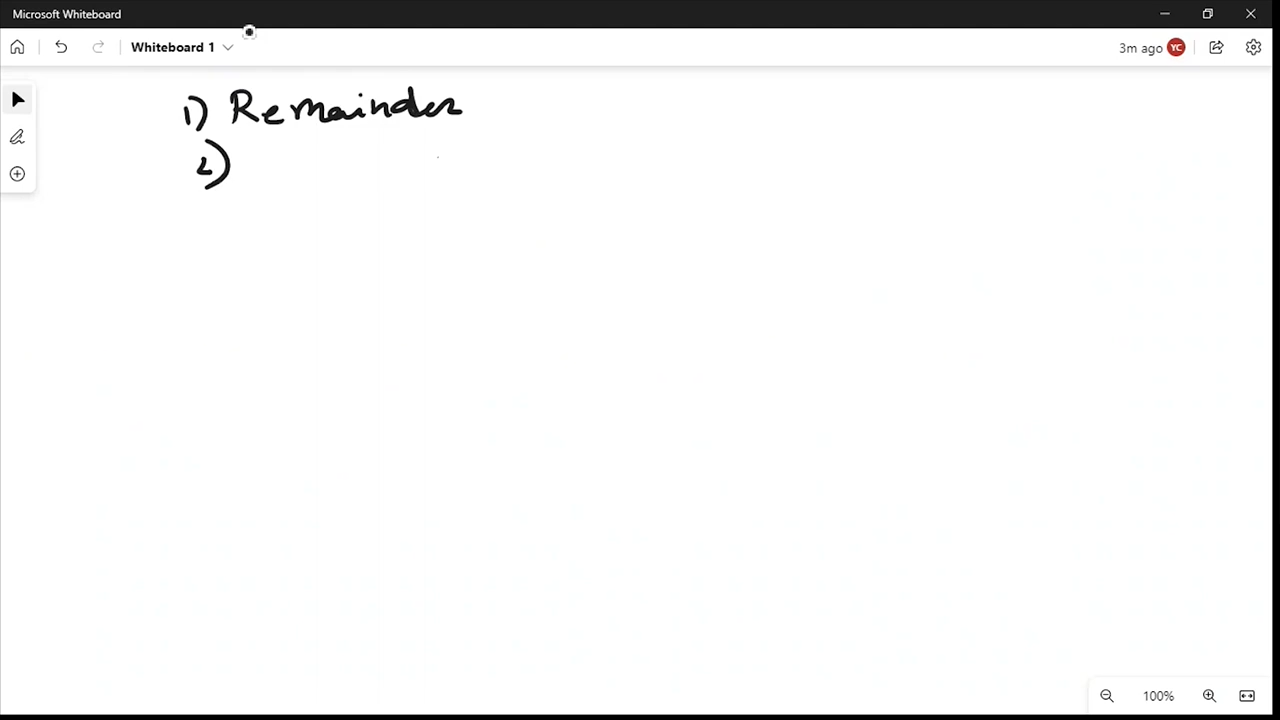 Microsoft Whiteboard
Whiteboard 1
3m ago YC
1) Remainder
2)
100%